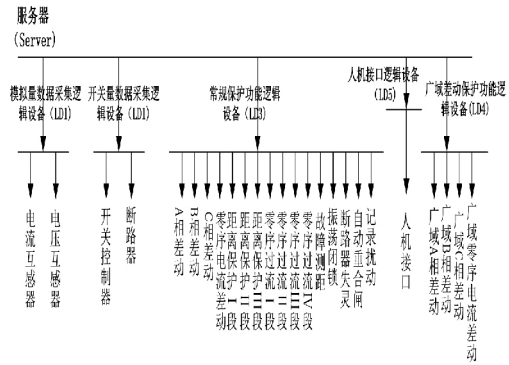 服务器
(Server)
模拟量数据采集逻
辑设备(LD1)
开关量数据采集逻
辑设备(LD1)
常规保护功能逻辑
设备(LD3)
人机接口逻辑设备
(LD5)
广域差动保护功能逻
辑设备(LD4)
电流互感器
电压互感器
开关控制器
断路器
A相差动
B相差动
C相差动
零序电流差动
距离保护I段
距离保护II段
距离保护III段
零序过流I段
零序过流II段
零序过流III段
零序过流IV段
故障测距
振荡闭锁
断路器失灵
自动重合闸
记录扰动
人机接口
广域A相差动
广域B相差动
广域C相差动
广域零序电流差动